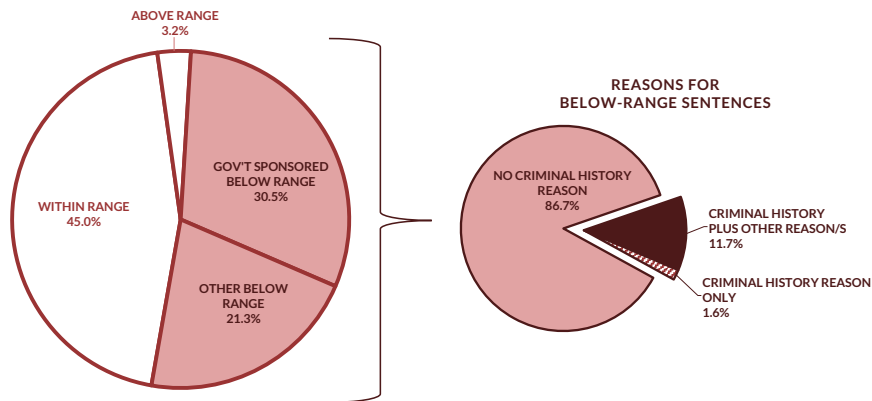 ABOVE RANGE
3.2%
GOV'T SPONSORED
BELOW RANGE
30.5%
WITHIN RANGE
45.0%
OTHER BELOW
RANGE
21.3%
REASONS FOR
BELOW-RANGE SENTENCES
NO CRIMINAL HISTORY
REASON
86.7%
CRIMINAL HISTORY
PLUS OTHER REASON/S
11.7%
CRIMINAL HISTORY REASON
ONLY
1.6%